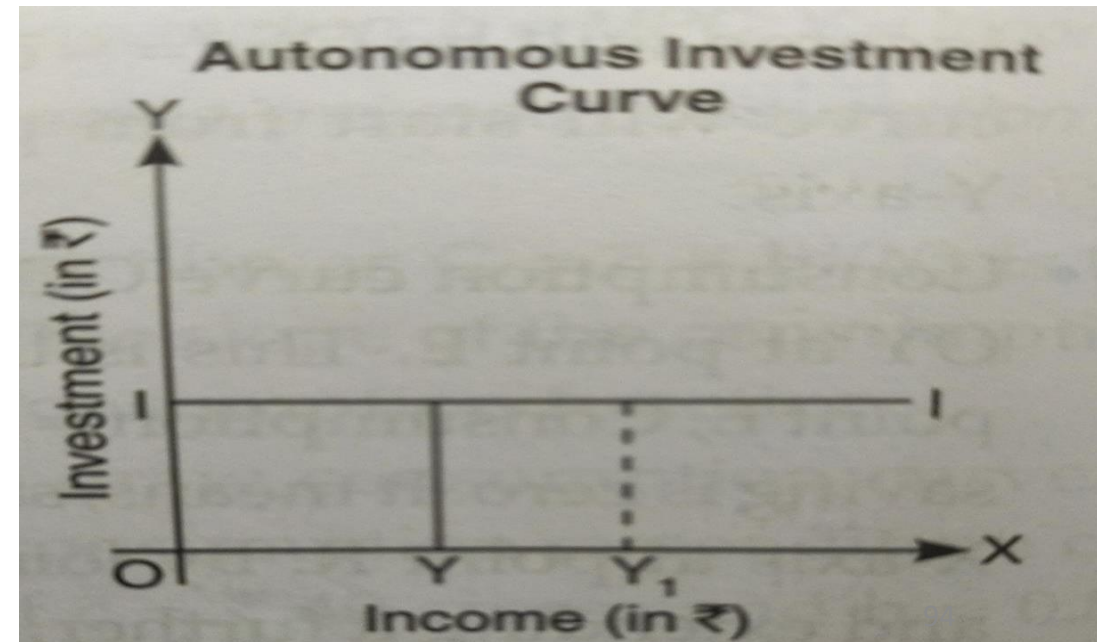 Autonomous Investment
Curve
Y
Investment (in ₹)
I
I
O
Y
Y₁
X
Income (in ₹)